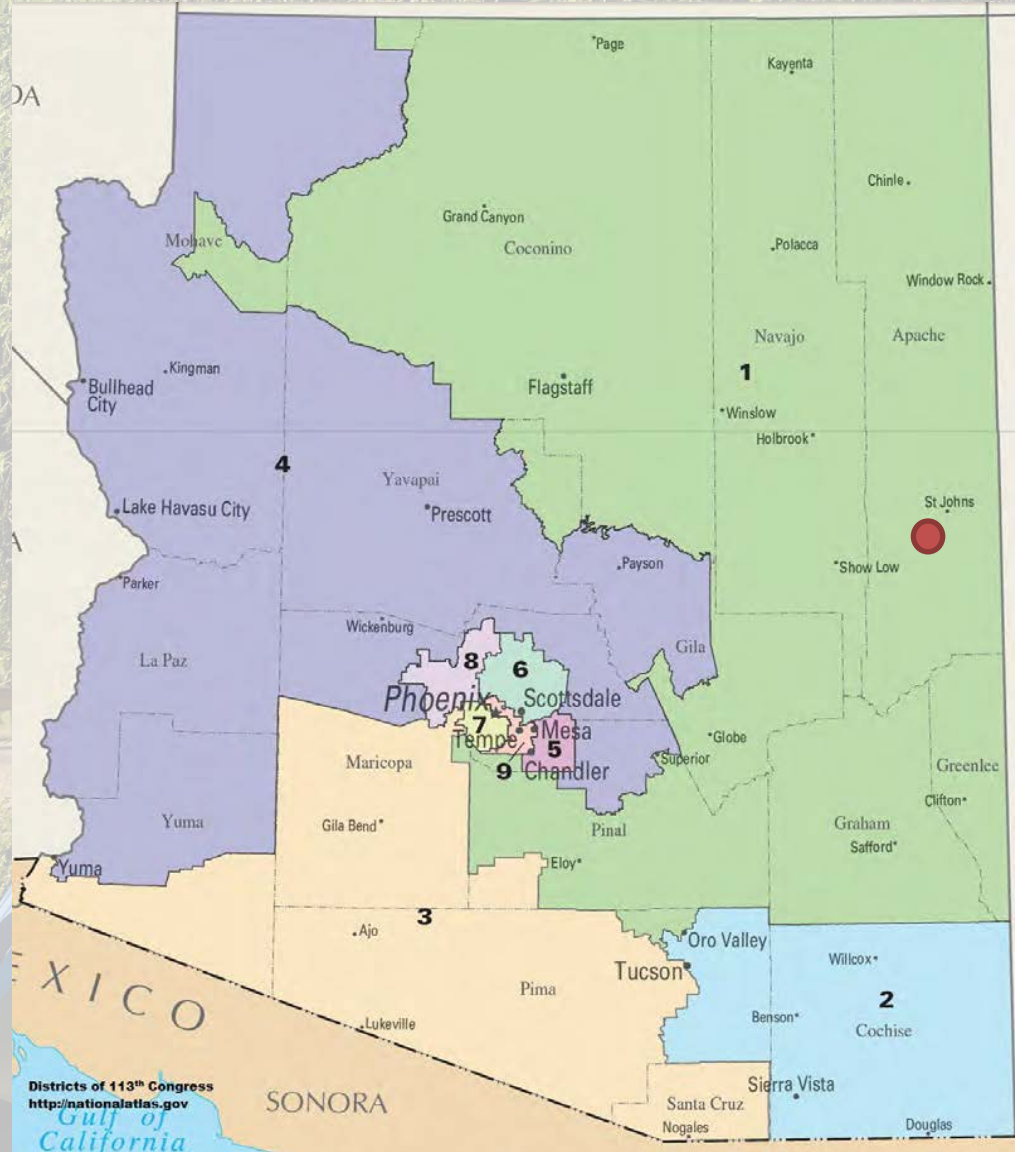 Page
Kayenta
DA
Chinle
Grand Canyon
Mohave
Coconino
Polacca
Window Rock
Navajo
Apache
Kingman
1
Bullhead
City
Flagstaff
Winslow
Holbrook
4
Yavapai
Lake Havasu City
Prescott
St Johns
A
Payson
Show Low
Parker
Wickenburg
La Paz
Gila
8
6
Phoenix
Scottsdale
7
Mesa
Tempe
5
Globe
Superior
Maricopa
9
Chandler
Greenlee
Clifton
Yuma
Gila Bend
Pinal
Graham
Safford
Yuma
Eloy
3
Ajo
Oro Valley
Willcox
Tucson
EXICO
Pima
2
Benson
Cochise
Lukeville
Districts of 113th Congress
http://nationalatlas.gov
SONORA
Sierra Vista
Santa Cruz
Gulf of
California
Nogales
Douglas